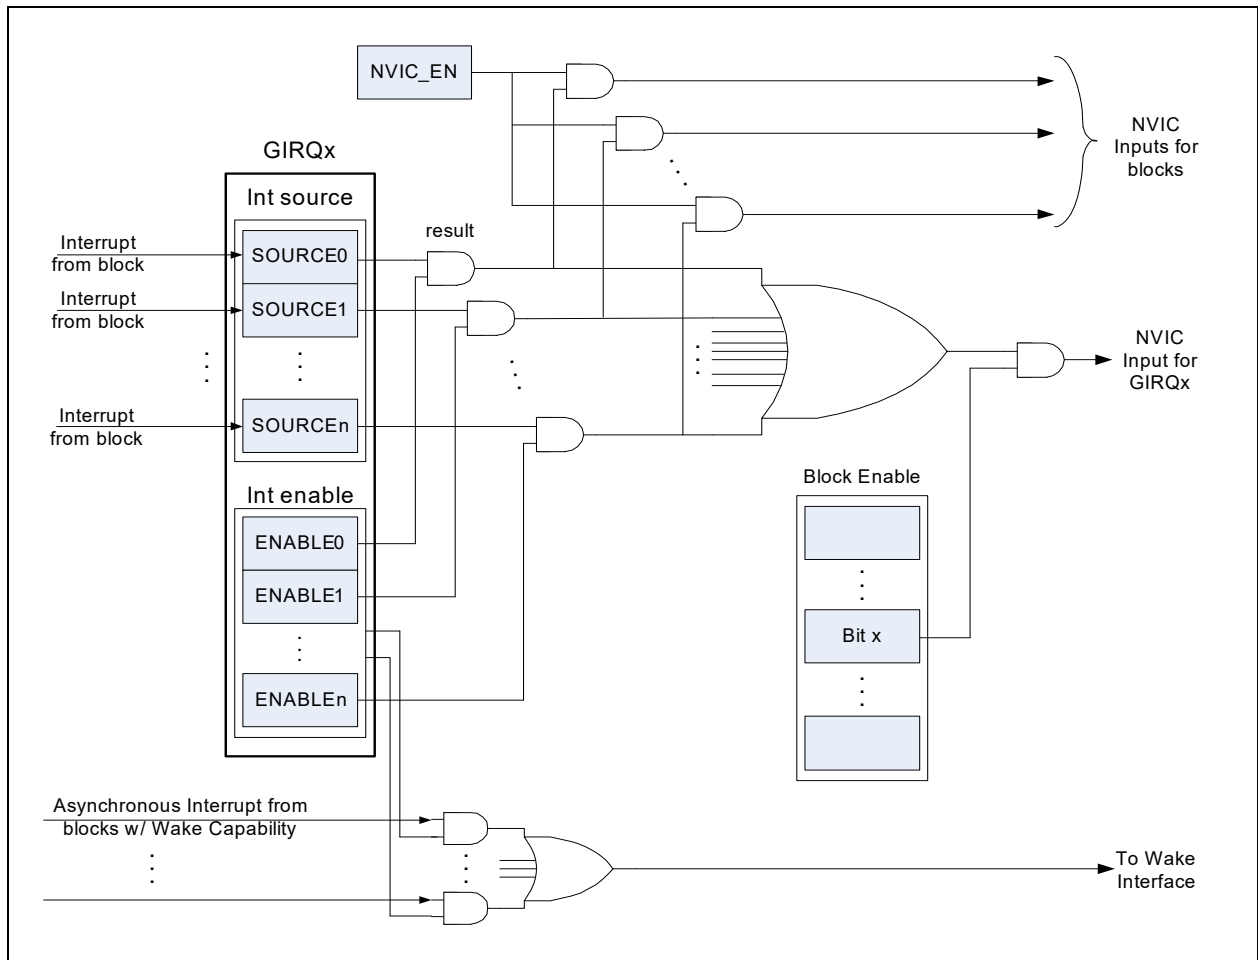 NVIC_EN
NVIC
Inputs for
blocks
GIRQx
Int source
result
Interrupt
from block
SOURCE0
Interrupt
from block
SOURCE1
NVIC
Input for
GIRQx
Interrupt
from block
SOURCEn
Block Enable
Int enable
ENABLE0
ENABLE1
Bit x
ENABLEn
Asynchronous Interrupt from
blocks w/ Wake Capability
To Wake
Interface